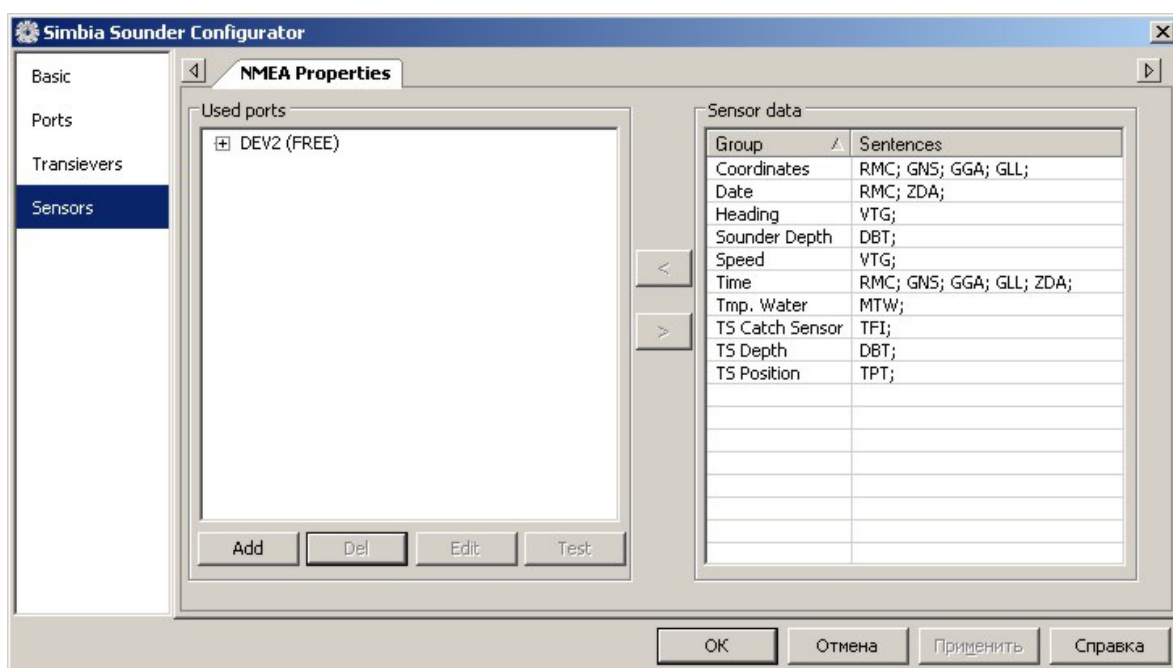 Simbia Sounder Configurator
Basic
Ports
Transievers
Sensors
NMEA Properties
Used ports
DEV2 (FREE)
Add Del Edit Test
<
>
Sensor data
Group Sentences
Coordinates RMC; GNS; GGA; GLL;
Date RMC; ZDA;
Heading VTG;
Sounder Depth DBT;
Speed VTG;
Time RMC; GNS; GGA; GLL; ZDA;
Tmp. Water MTW;
TS Catch Sensor TFI;
TS Depth DBT;
TS Position TPT;
OK Отмена Применить Справка